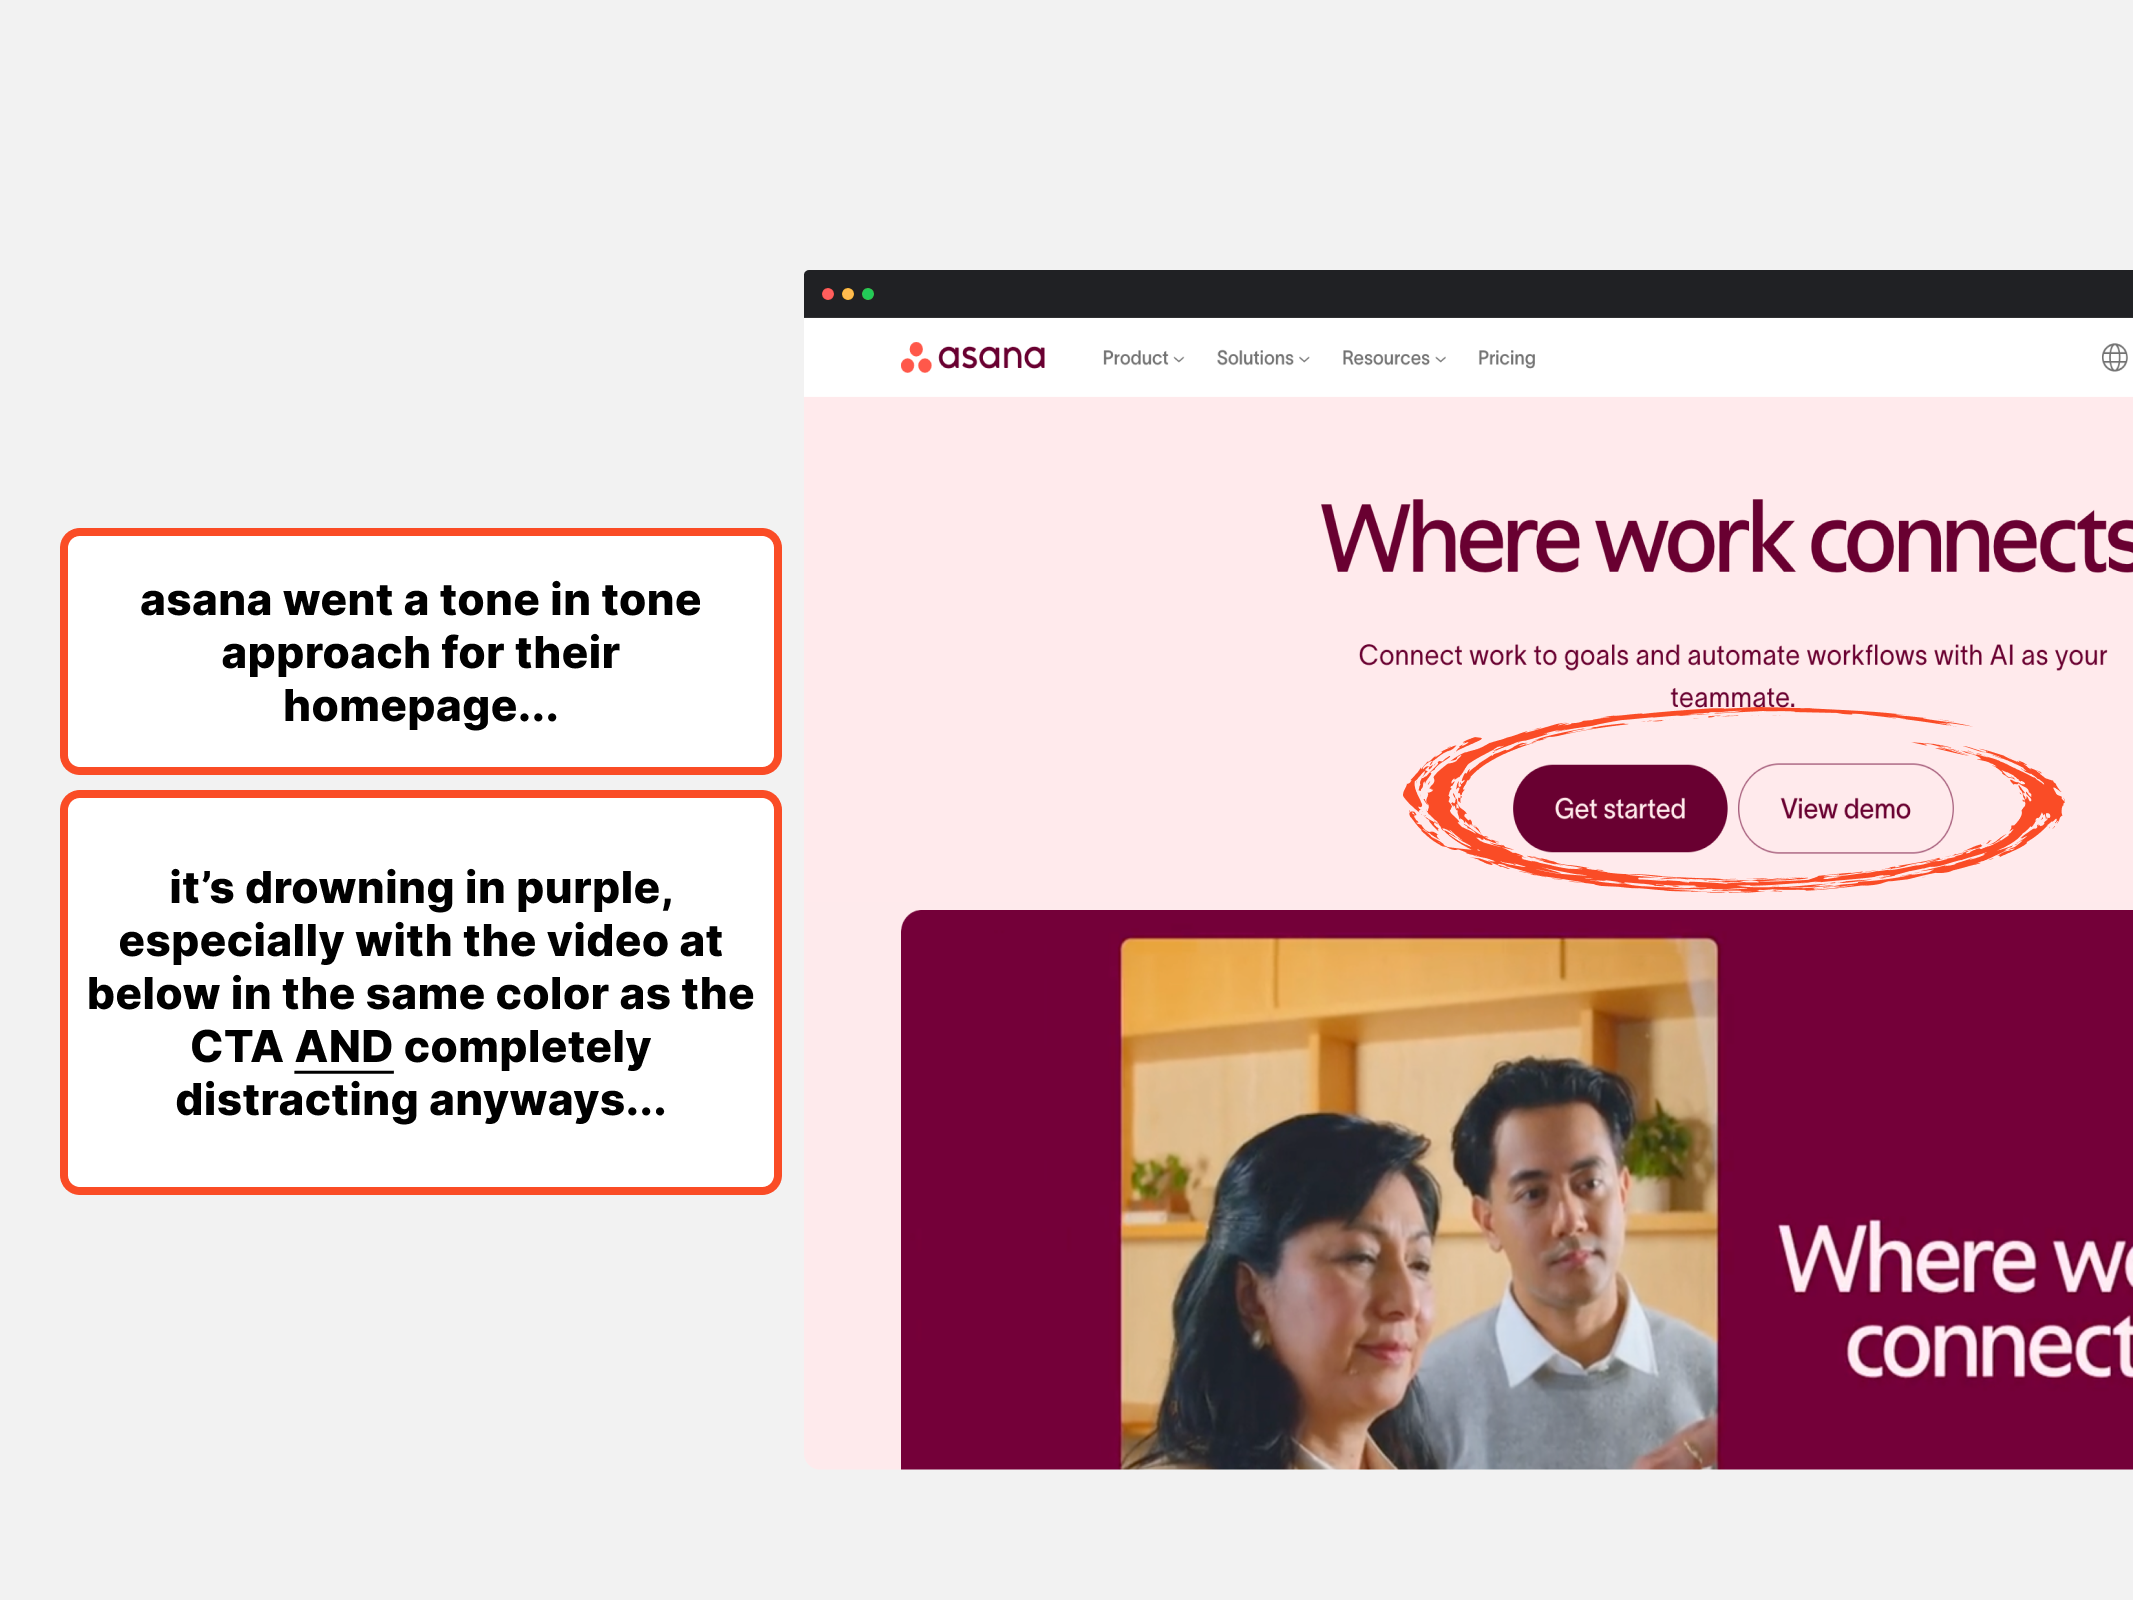 asana went a tone in tone
approach for their
homepage...
it’s drowning in purple,
especially with the video at
below in the same color as the
CTA AND completely
distracting anyways...
asana
Product
Solutions
Resources
Pricing
Where work connects
Connect work to goals and automate workflows with AI as your
teammate.
Get started
View demo
Where wo
connect